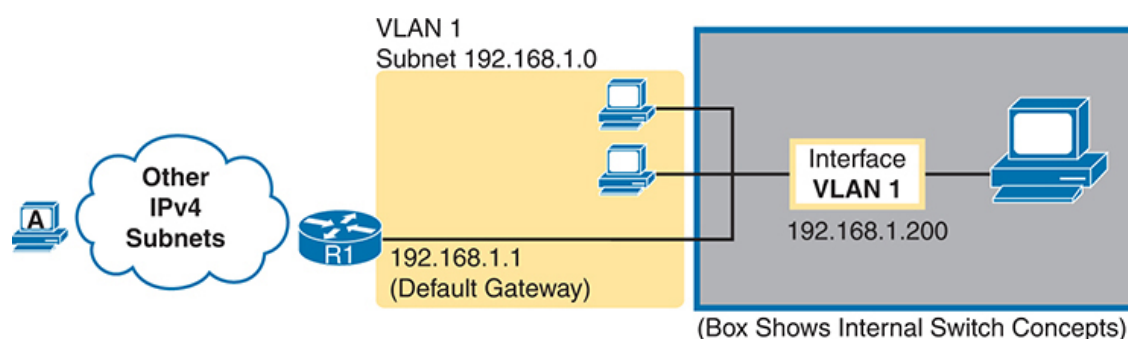 VLAN 1
Subnet 192.168.1.0
A
Other
IPv4
Subnets
R1
192.168.1.1
(Default Gateway)
Interface
VLAN 1
192.168.1.200
(Box Shows Internal Switch Concepts)